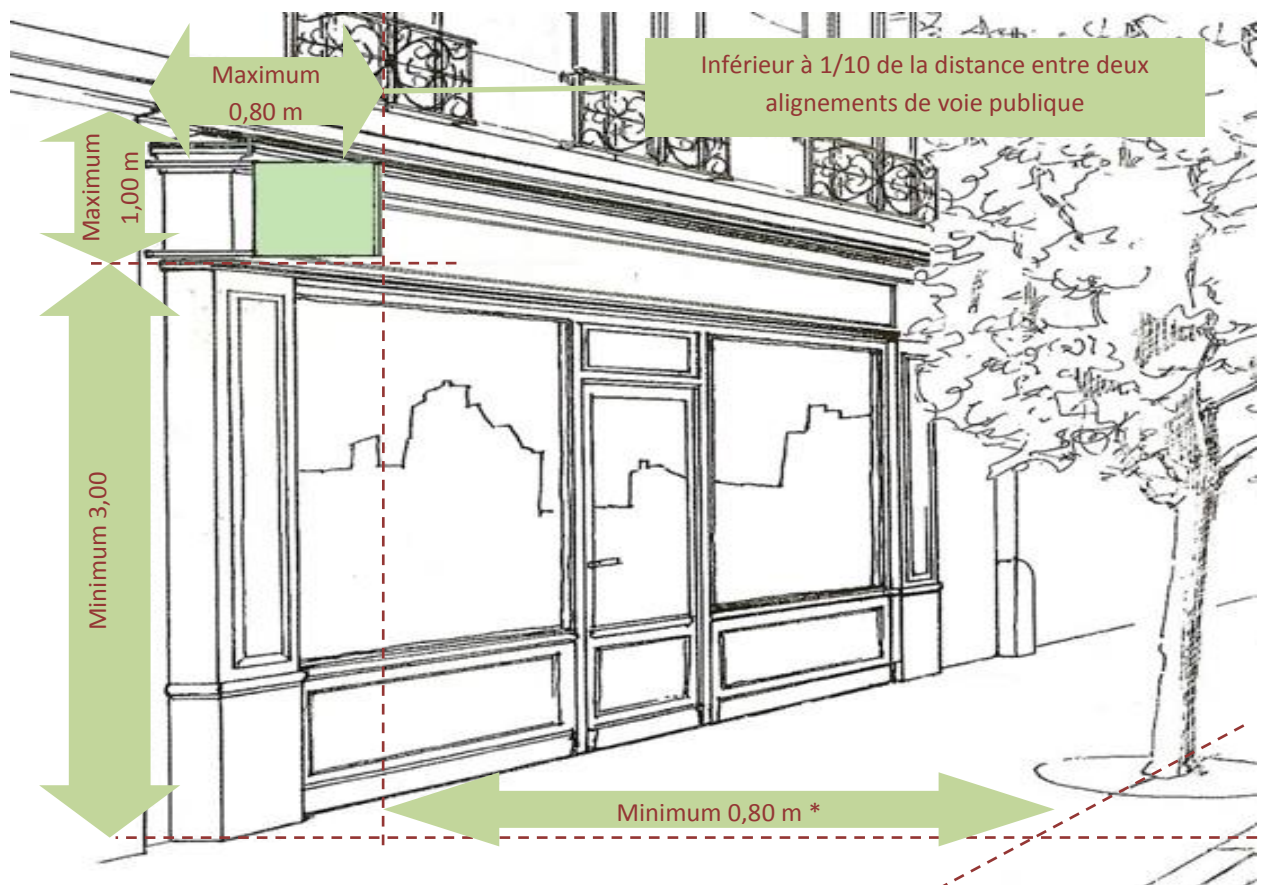 Maximum
0,80 m
Inférieur à 1/10 de la distance entre deux
alignements de voie publique
Maximum
1,00 m
Minimum 3,00
Minimum 0,80 m *